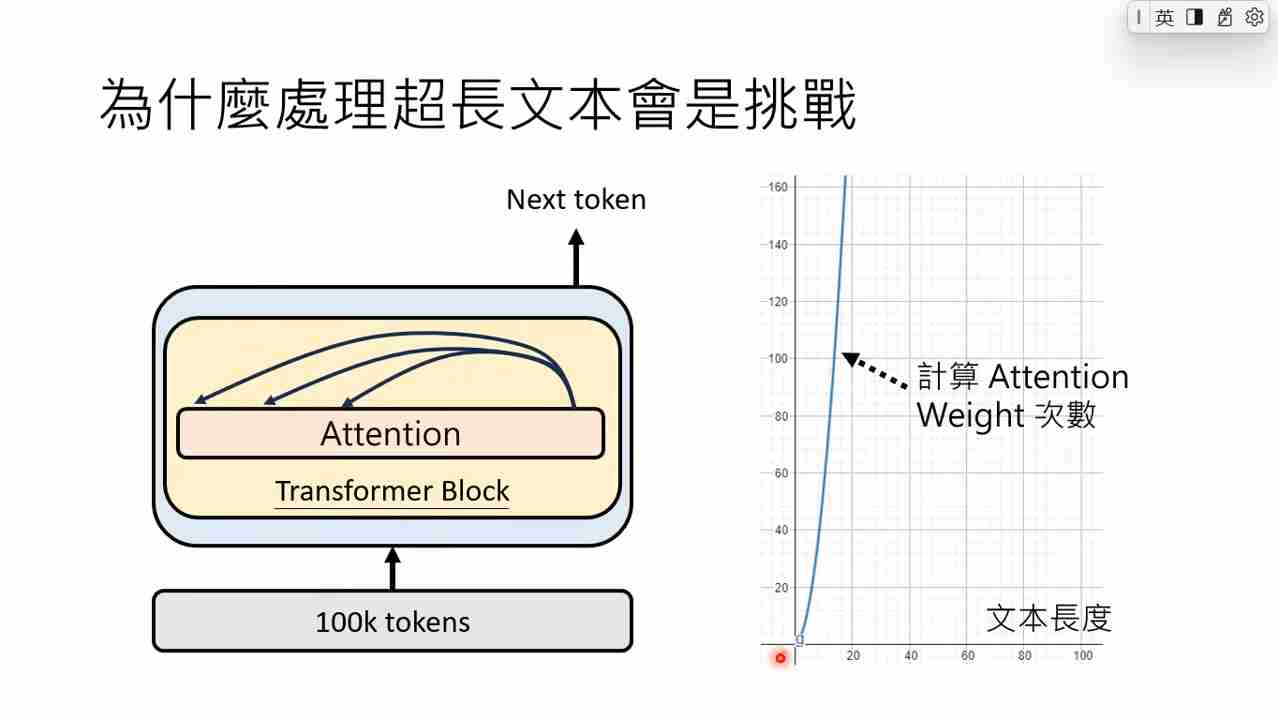 英
為什麼處理超長文本會是挑戰
Next token
Attention
Transformer Block
100k tokens
160
140
120
100
80
60
40
20
計算 Attention
Weight 次數
文本長度
20 40 60 80 100